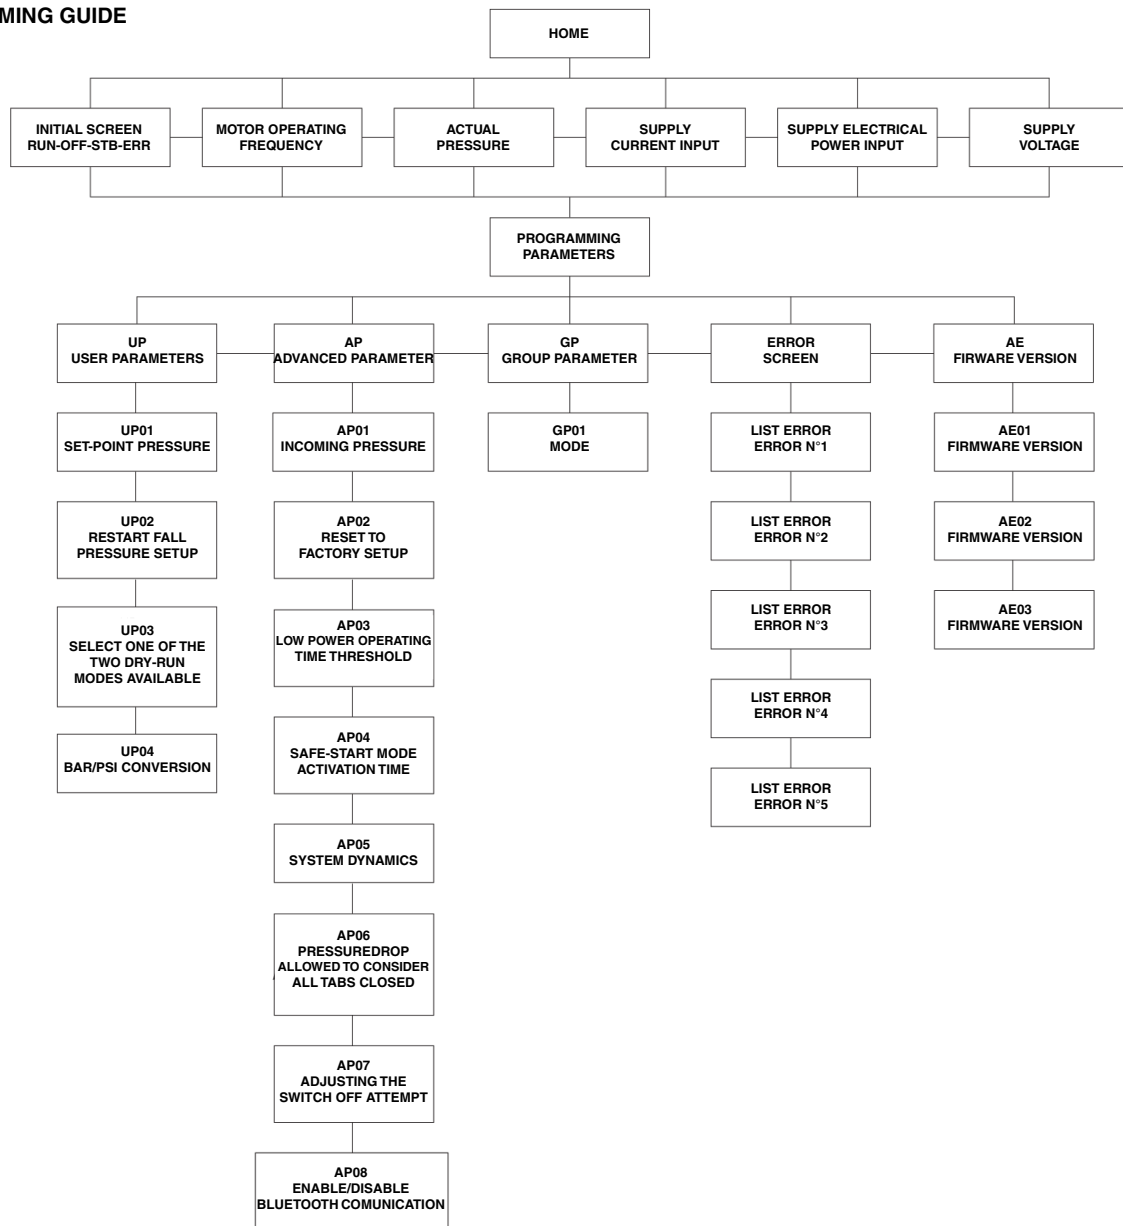 MING GUIDE
HOME
INITIAL SCREEN
RUN-OFF-STB-ERR
MOTOR OPERATING
FREQUENCY
ACTUAL
PRESSURE
SUPPLY
CURRENT INPUT
SUPPLY ELECTRICAL
POWER INPUT
SUPPLY
VOLTAGE
PROGRAMMING
PARAMETERS
UP
USER PARAMETERS
AP
ADVANCED PARAMETER
GP
GROUP PARAMETER
ERROR
SCREEN
AE
FIRWARE VERSION
UP01
SET-POINT PRESSURE
UP02
RESTART FALL
PRESSURE SETUP
UP03
SELECT ONE OF THE
TWO DRY-RUN
MODES AVAILABLE
UP04
BAR/PSI CONVERSION
AP01
INCOMING PRESSURE
AP02
RESET TO
FACTORY SETUP
AP03
LOW POWER OPERATING
TIME THRESHOLD
AP04
SAFE-START MODE
ACTIVATION TIME
AP05
SYSTEM DYNAMICS
AP06
PRESSUREDROP
ALLOWED TO CONSIDER
ALL TABS CLOSED
AP07
ADJUSTING THE
SWITCH OFF ATTEMPT
AP08
ENABLE/DISABLE
BLUETOOTH COMUNICATION
GP01
MODE
LIST ERROR
ERROR N°1
LIST ERROR
ERROR N°2
LIST ERROR
ERROR N°3
LIST ERROR
ERROR N°4
LIST ERROR
ERROR N°5
AE01
FIRMWARE VERSION
AE02
FIRMWARE VERSION
AE03
FIRMWARE VERSION